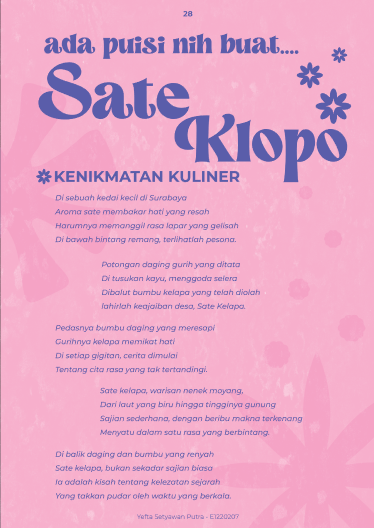 28
ada puisi nih buat....
Sate
Klopo
KENIKMATAN KULINER
Di sebuah kedai kecil di Surabaya
Aroma sate membakar hati yang resah
Harumnya memanggil rasa lapar yang gelisah
Di bawah bintang remang, terlihatlah pesona.
Potongan daging gurih yang ditata
Di tusukan kayu, menggoda selera
Dibalut bumbu kelapa yang telah diolah
lahirlah keajaiban desa, Sate Kelapa.
Pedasnya bumbu daging yang meresapi
Gurihnya kelapa memikat hati
Di setiap gigitan, cerita dimulai
Tentang cita rasa yang tak tertandingi.
Sate kelapa, warisan nenek moyang,
Dari laut yang biru hingga tingginya gunung
Sajian sederhana, dengan beribu makna terkenang
Menyatu dalam satu rasa yang berbintang.
Di balik daging dan bumbu yang renyah
Sate kelapa, bukan sekadar sajian biasa
Ia adalah kisah tentang kelezatan sejarah
Yang takkan pudar oleh waktu yang berkala.
Yefta Setyawan Putra - E1220207